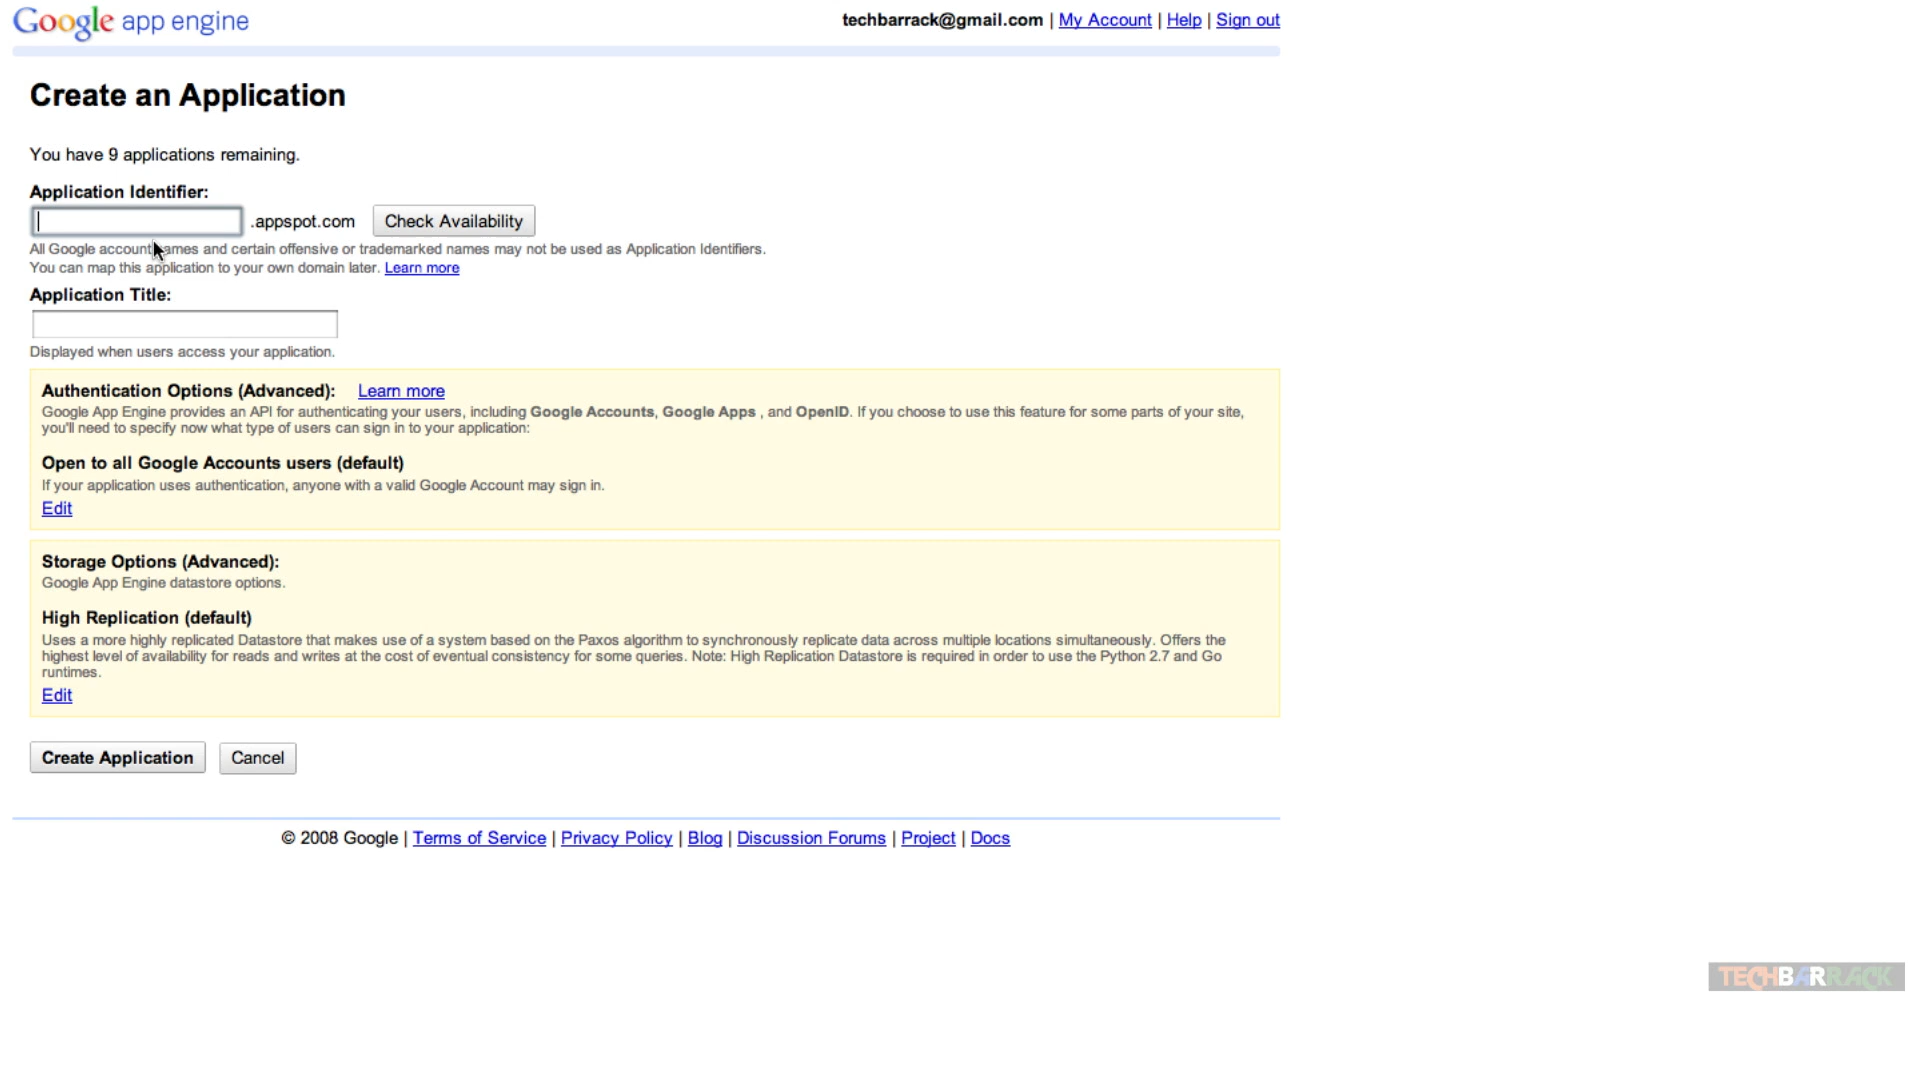 Google app engine
techbarrack@gmail.com | My Account | Help | Sign out
Create an Application
You have 9 applications remaining.
Application Identifier:
.appspot.com Check Availability
All Google account names and certain offensive or trademarked names may not be used as Application Identifiers.
You can map this application to your own domain later. Learn more
Application Title:
Displayed when users access your application.
Authentication Options (Advanced): Learn more
Google App Engine provides an API for authenticating your users, including Google Accounts, Google Apps , and OpenID. If you choose to use this feature for some parts of your site,
you'll need to specify now what type of users can sign in to your application:
Open to all Google Accounts users (default)
If your application uses authentication, anyone with a valid Google Account may sign in.
Edit
Storage Options (Advanced):
Google App Engine datastore options.
High Replication (default)
Uses a more highly replicated Datastore that makes use of a system based on the Paxos algorithm to synchronously replicate data across multiple locations simultaneously. Offers the
highest level of availability for reads and writes at the cost of eventual consistency for some queries. Note: High Replication Datastore is required in order to use the Python 2.7 and Go
runtimes.
Edit
Create Application Cancel
© 2008 Google | Terms of Service | Privacy Policy | Blog | Discussion Forums | Project | Docs
TECHBARRACK